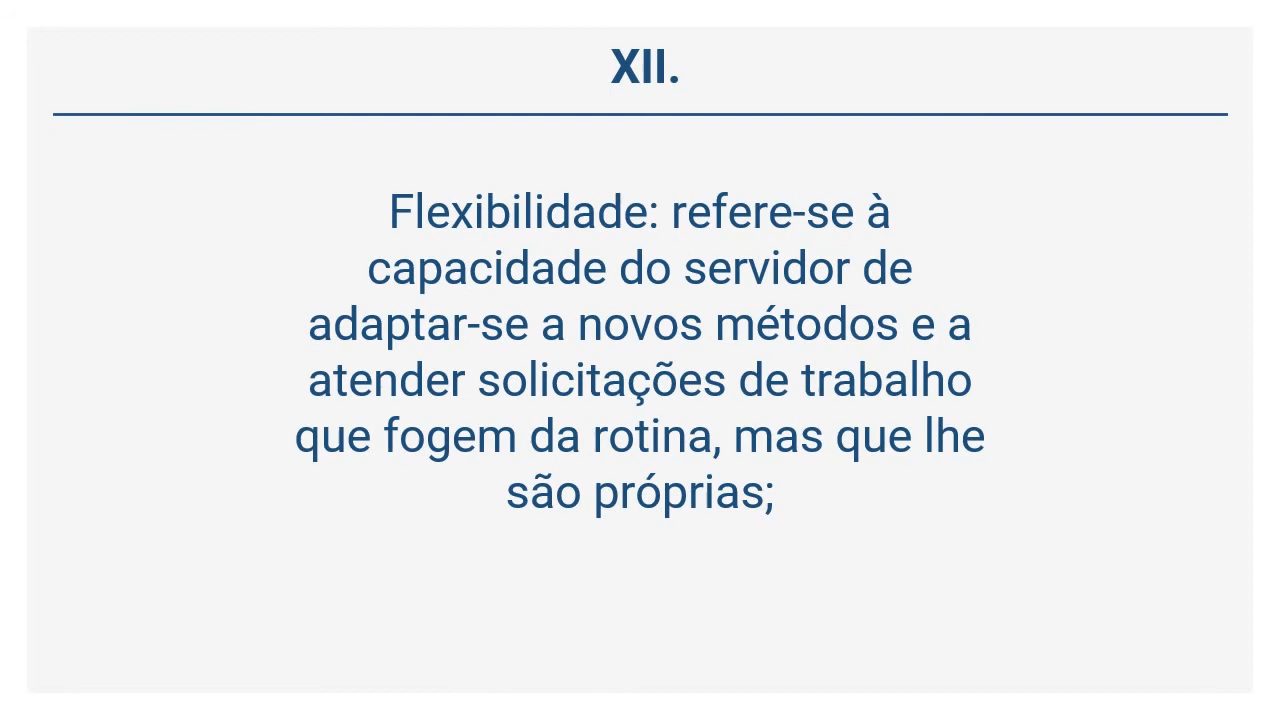 XII.
Flexibilidade: refere-se à
capacidade do servidor de
adaptar-se a novos métodos e a
atender solicitações de trabalho
que fogem da rotina, mas que lhe
são próprias;